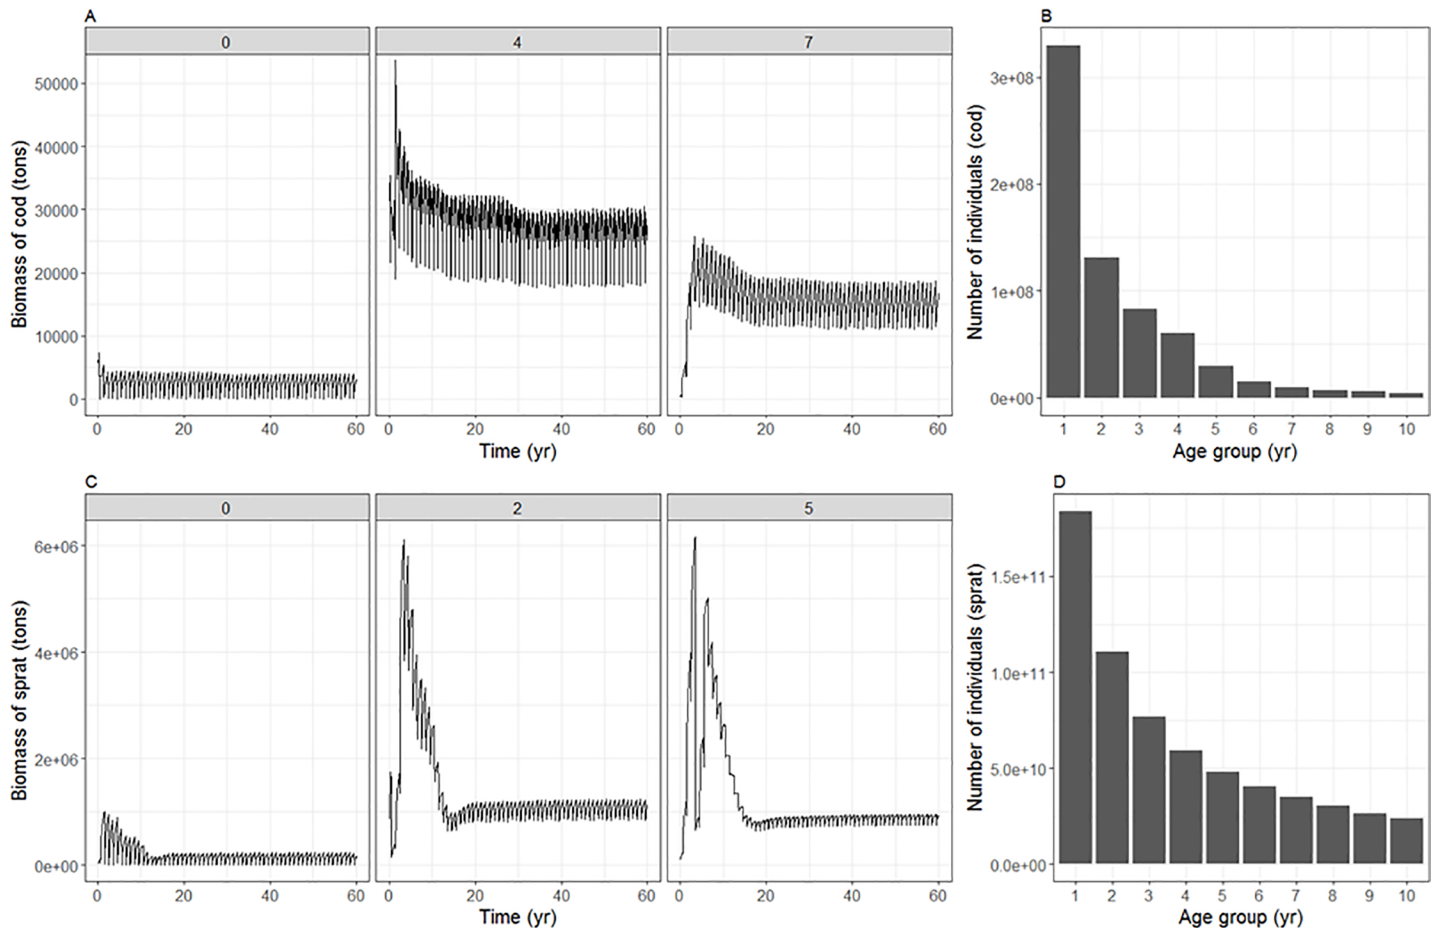 A
0 4 7
Biomass of cod (tons)
50000
40000
30000
20000
10000
0
0 20 40 60 0 20 40 60 0 20 40 60
Time (yr)
B
Number of individuals (cod)
3e+08
2e+08
1e+08
0e+00
1 2 3 4 5 6 7 8 9 10
Age group (yr)
C
0 2 5
Biomass of sprat (tons)
6e+06
4e+06
2e+06
0e+00
0 20 40 60 0 20 40 60 0 20 40 60
Time (yr)
D
Number of individuals (sprat)
1.5e+11
1.0e+11
5.0e+10
0.0e+00
1 2 3 4 5 6 7 8 9 10
Age group (yr)